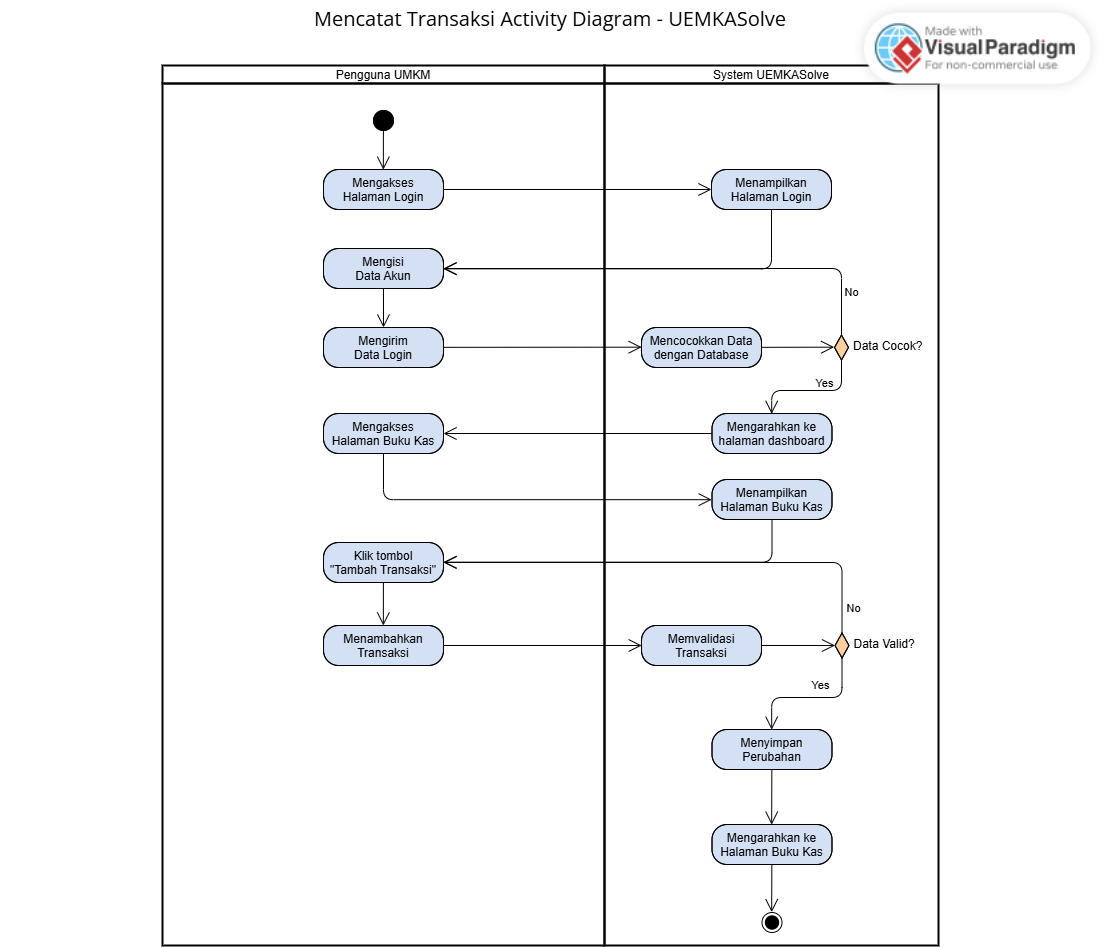 Mencatat Transaksi Activity Diagram - UEMKASolve
Made with
Visual Paradigm
For non-commercial use
Pengguna UMKM
System UEMKASolve
Mengakses
Halaman Login
Menampilkan
Halaman Login
Mengisi
Data Akun
No
Mengirim
Data Login
Mencocokkan Data
dengan Database
Data Cocok?
Yes
Mengakses
Halaman Buku Kas
Mengarahkan ke
halaman dashboard
Menampilkan
Halaman Buku Kas
Klik tombol
"Tambah Transaksi"
No
Menambahkan
Transaksi
Memvalidasi
Transaksi
Data Valid?
Yes
Menyimpan
Perubahan
Mengarahkan ke
Halaman Buku Kas